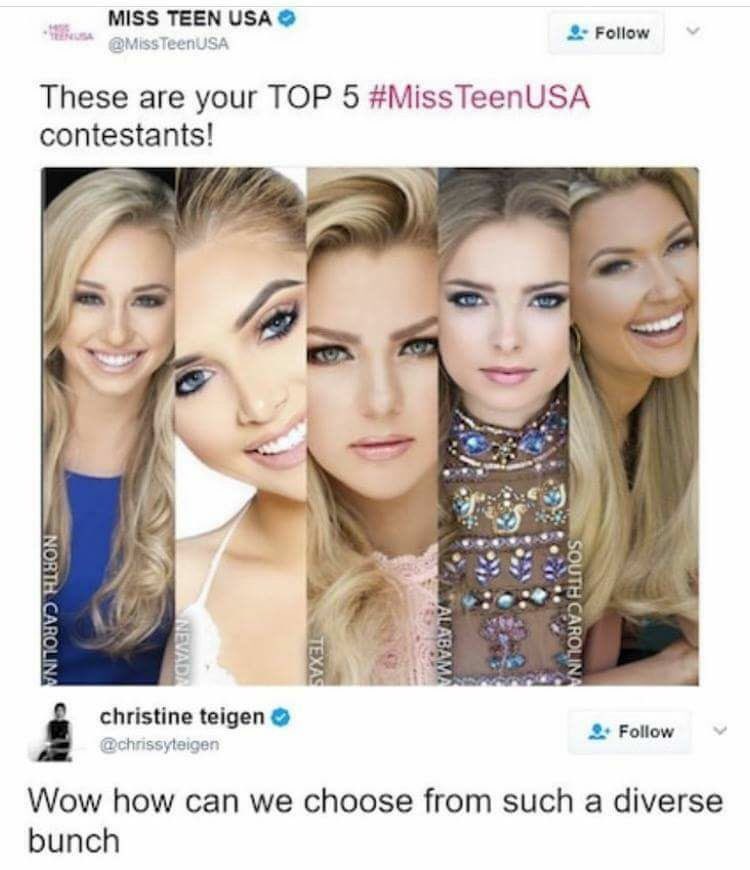 MISS TEEN USA
@MissTeenUSA
Follow
MISS
TEEN USA
These are your TOP 5 #MissTeenUSA
contestants!
NORTH CAROLINA
NEVADA
TEXAS
ALABAMA
SOUTH CAROLINA
christine teigen
@chrissyteigen
Follow
Wow how can we choose from such a diverse
bunch